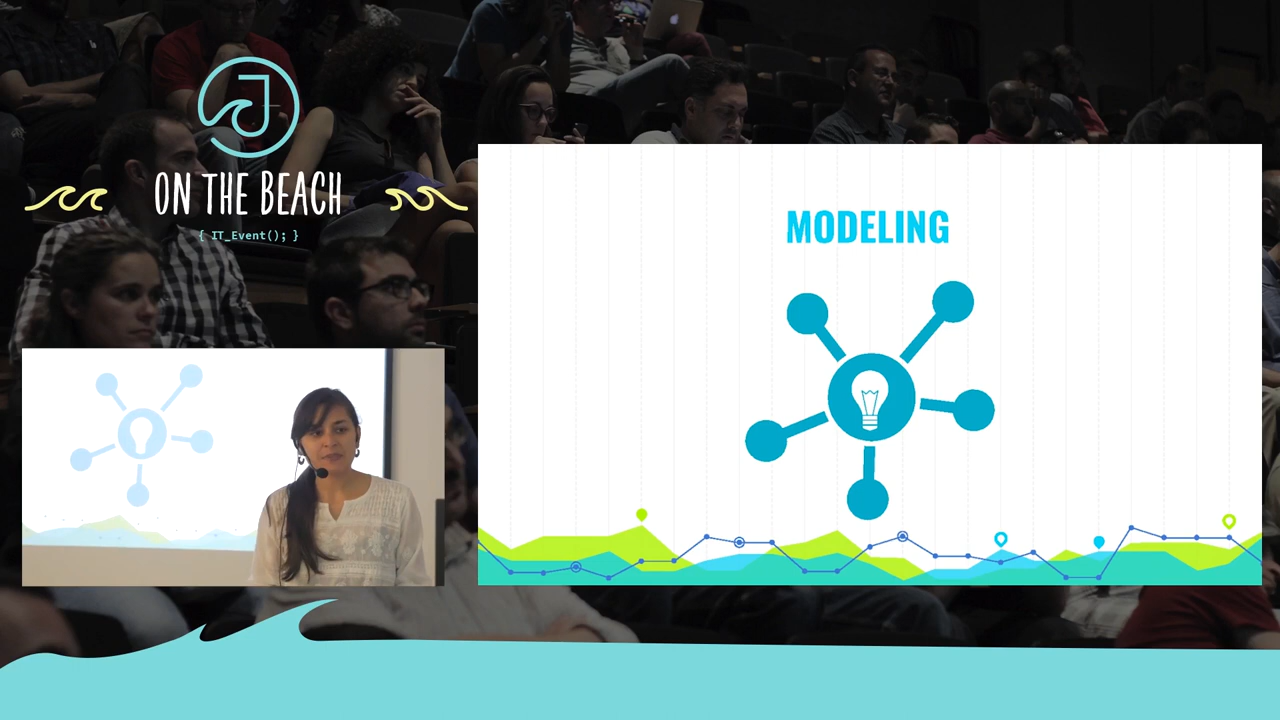 J
ON THE BEACH
{ IT_Event(); }
MODELING